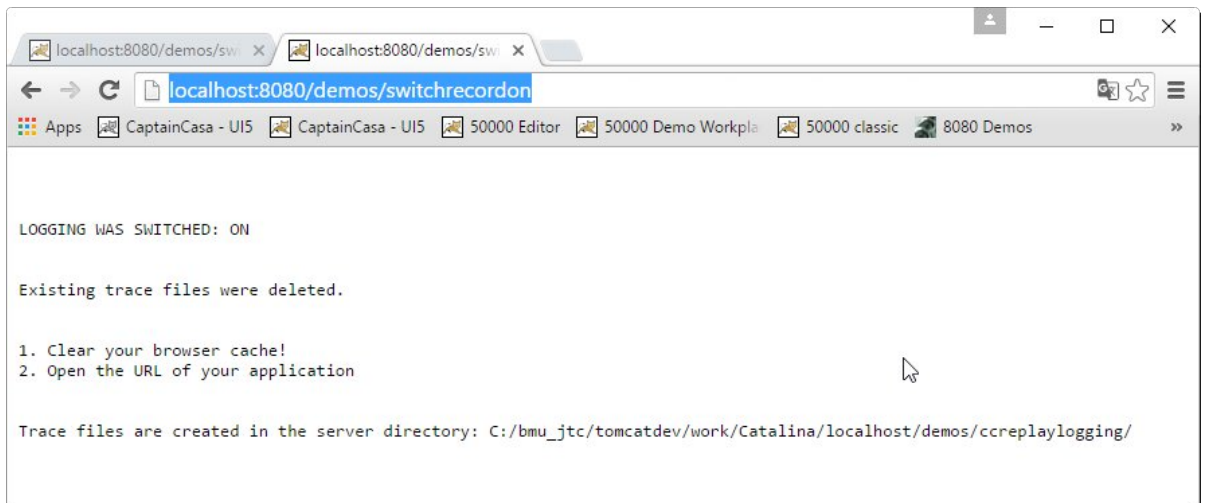 localhost:8080/demos/sw
localhost:8080/demos/sw
localhost:8080/demos/switchrecordon
Apps CaptainCasa - UI5 CaptainCasa - UI5 50000 Editor 50000 Demo Workpla 50000 classic 8080 Demos »
LOGGING WAS SWITCHED: ON
Existing trace files were deleted.
1. Clear your browser cache!
2. Open the URL of your application
Trace files are created in the server directory: C:/bmu_jtc/tomcatdev/work/Catalina/localhost/demos/ccreplaylogging/